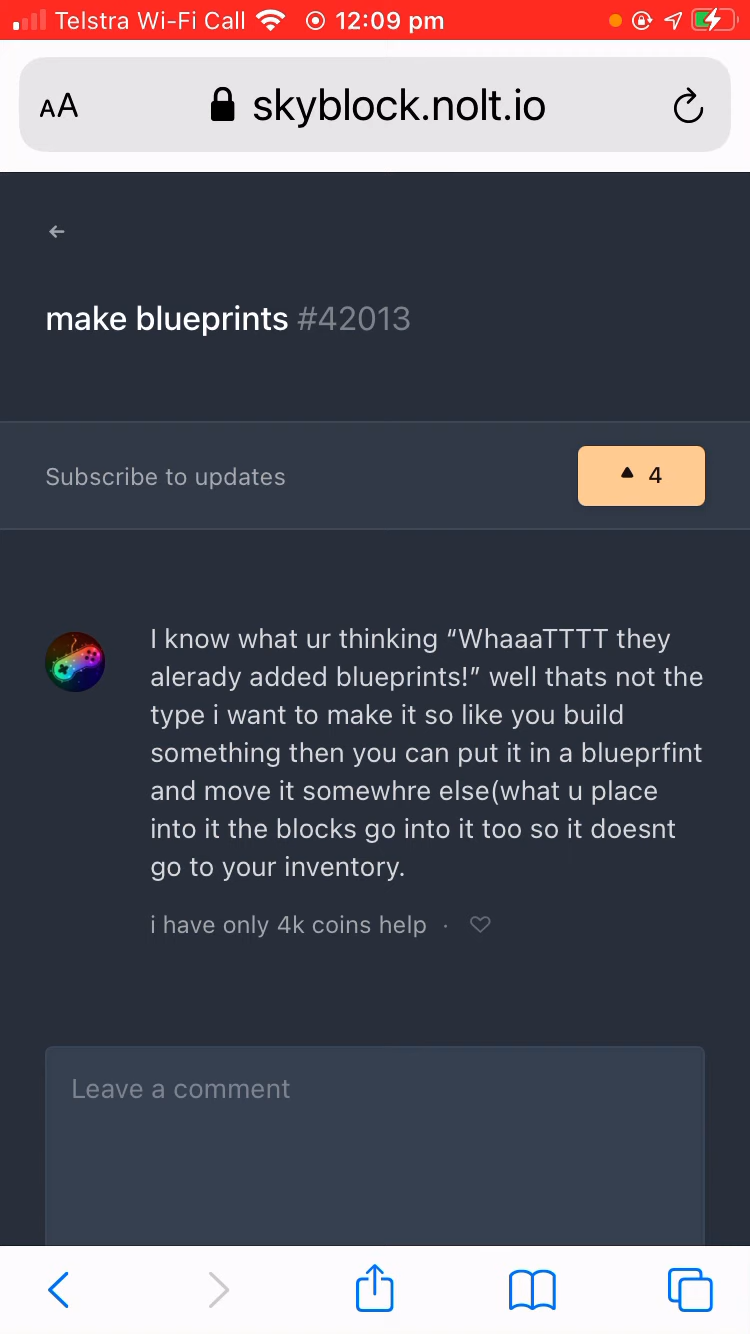 Telstra Wi-Fi Call 12:09 pm
AA skyblock.nolt.io
make blueprints #42013
Subscribe to updates 4
I know what ur thinking “WhaaaTTTT they
alerady added blueprints!” well thats not the
type i want to make it so like you build
something then you can put it in a blueprfint
and move it somewhre else(what u place
into it the blocks go into it too so it doesnt
go to your inventory.
i have only 4k coins help ·
Leave a comment